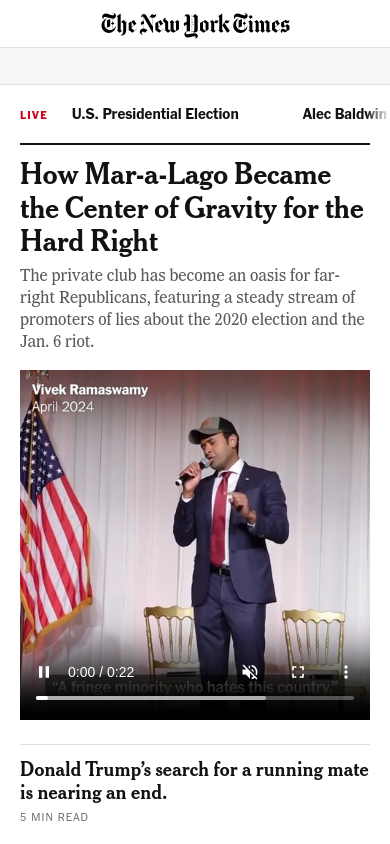 The New York Times
LIVE U.S. Presidential Election Alec Baldwin
How Mar-a-Lago Became
the Center of Gravity for the
Hard Right
The private club has become an oasis for far-
right Republicans, featuring a steady stream of
promoters of lies about the 2020 election and the
Jan. 6 riot.
Vivek Ramaswamy
April 2024
0:00 / 0:22
“A fringe minority who hates this country.”
Donald Trump’s search for a running mate
is nearing an end.
5 MIN READ